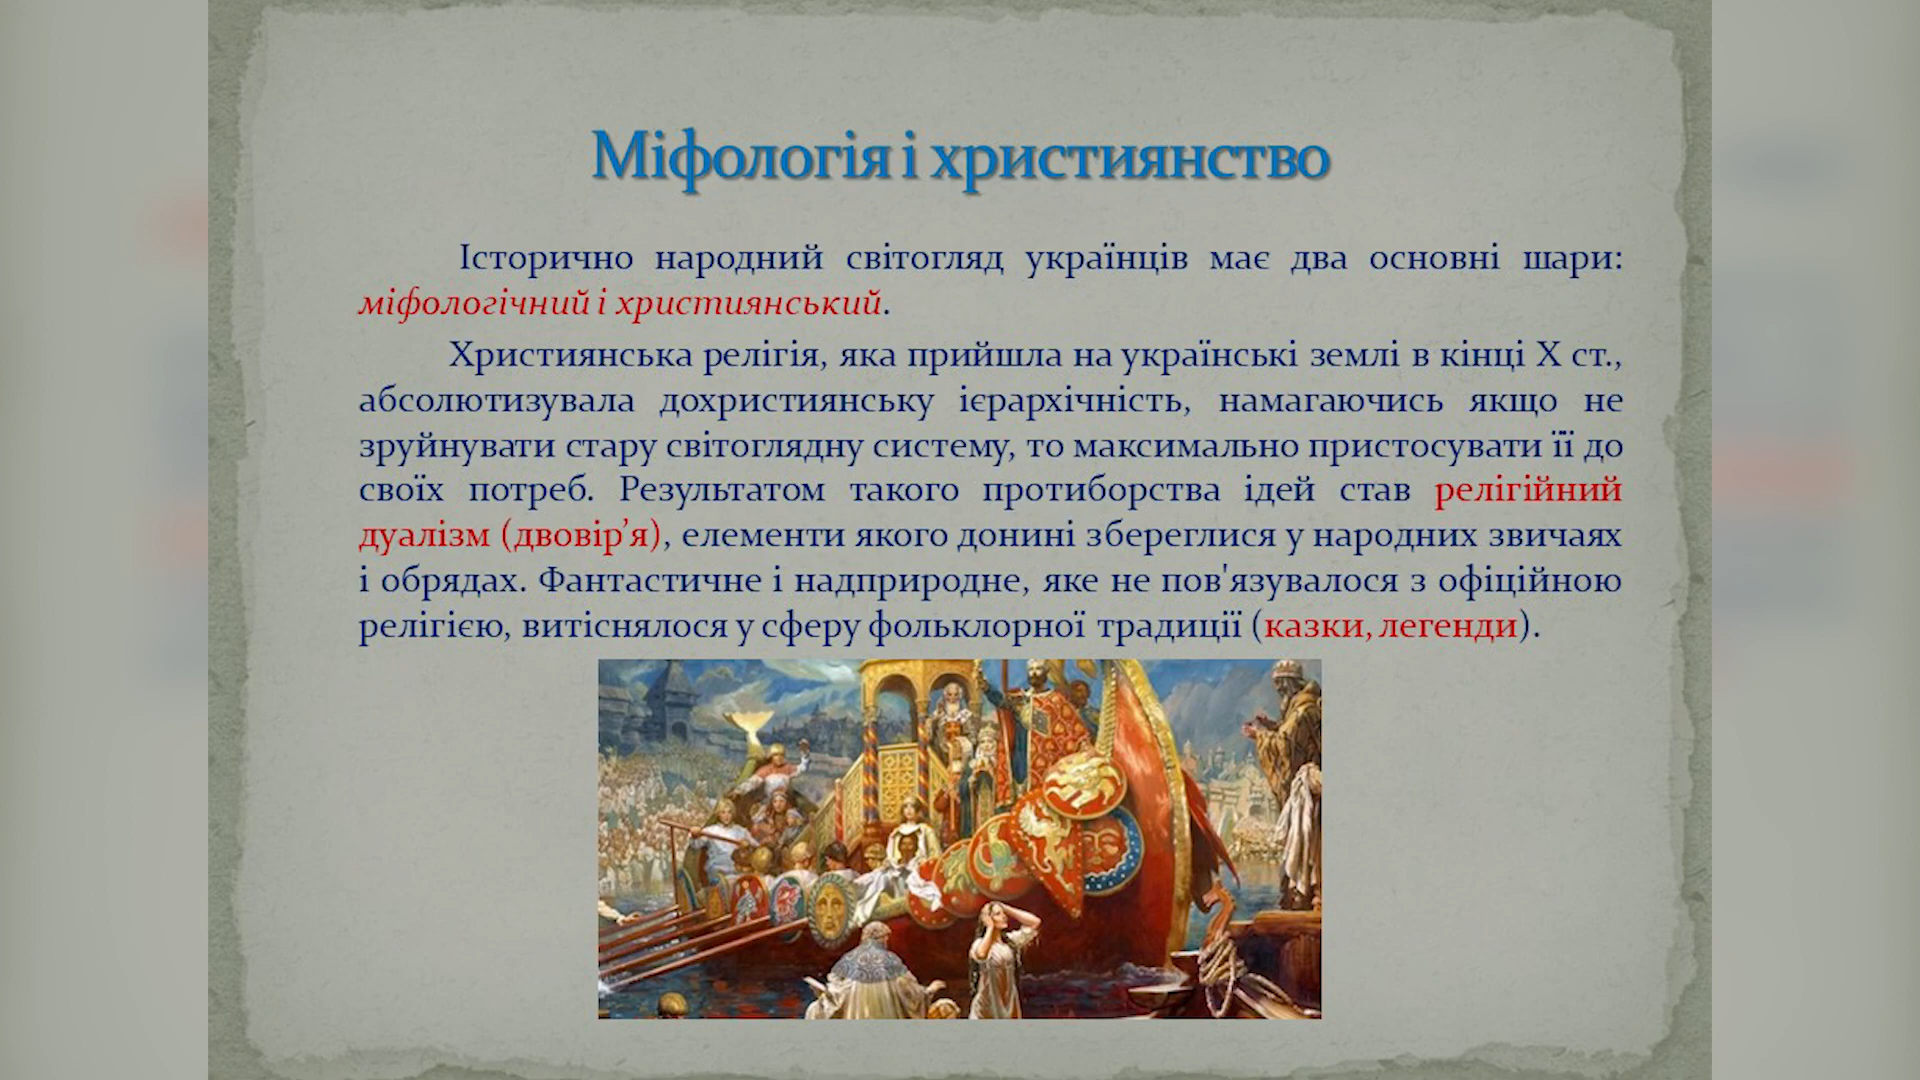 Міфологія і християнство
Історично народний світогляд українців має два основні шари:
міфологічний і християнський.
Християнська релігія, яка прийшла на українські землі в кінці X ст.,
абсолютизувала дохристиянську ієрархічність, намагаючись якщо не
зруйнувати стару світоглядну систему, то максимально пристосувати її до
своїх потреб. Результатом такого протиборства ідей став релігійний
дуалізм (двовір’я), елементи якого донині збереглися у народних звичаях
і обрядах. Фантастичне і надприродне, яке не пов'язувалося з офіційною
релігією, витіснялося у сферу фольклорної традиції (казки, легенди).